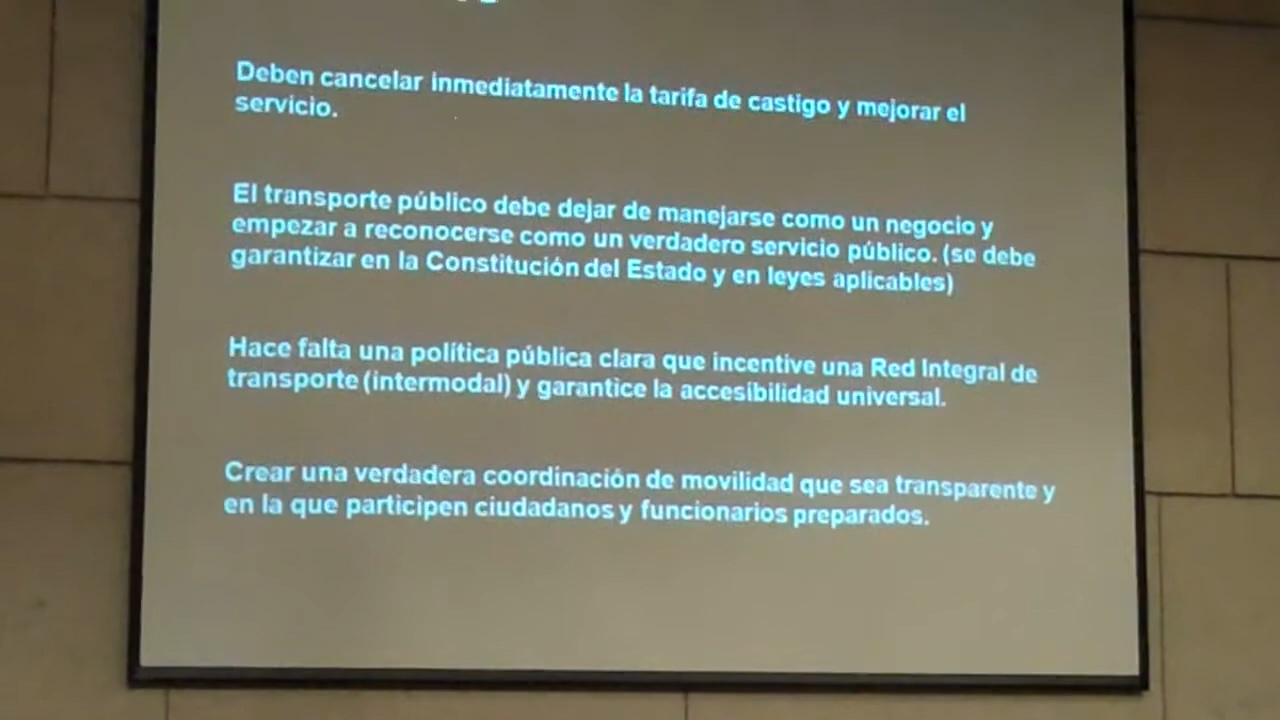 Deben cancelar inmediatamente la tarifa de castigo y mejorar el
servicio.
El transporte público debe dejar de manejarse como un negocio y
empezar a reconocerse como un verdadero servicio público. (se debe
garantizar en la Constitución del Estado y en leyes aplicables)
Hace falta una política pública clara que incentive una Red Integral de
transporte (intermodal) y garantice la accesibilidad universal.
Crear una verdadera coordinación de movilidad que sea transparente y
en la que participen ciudadanos y funcionarios preparados.